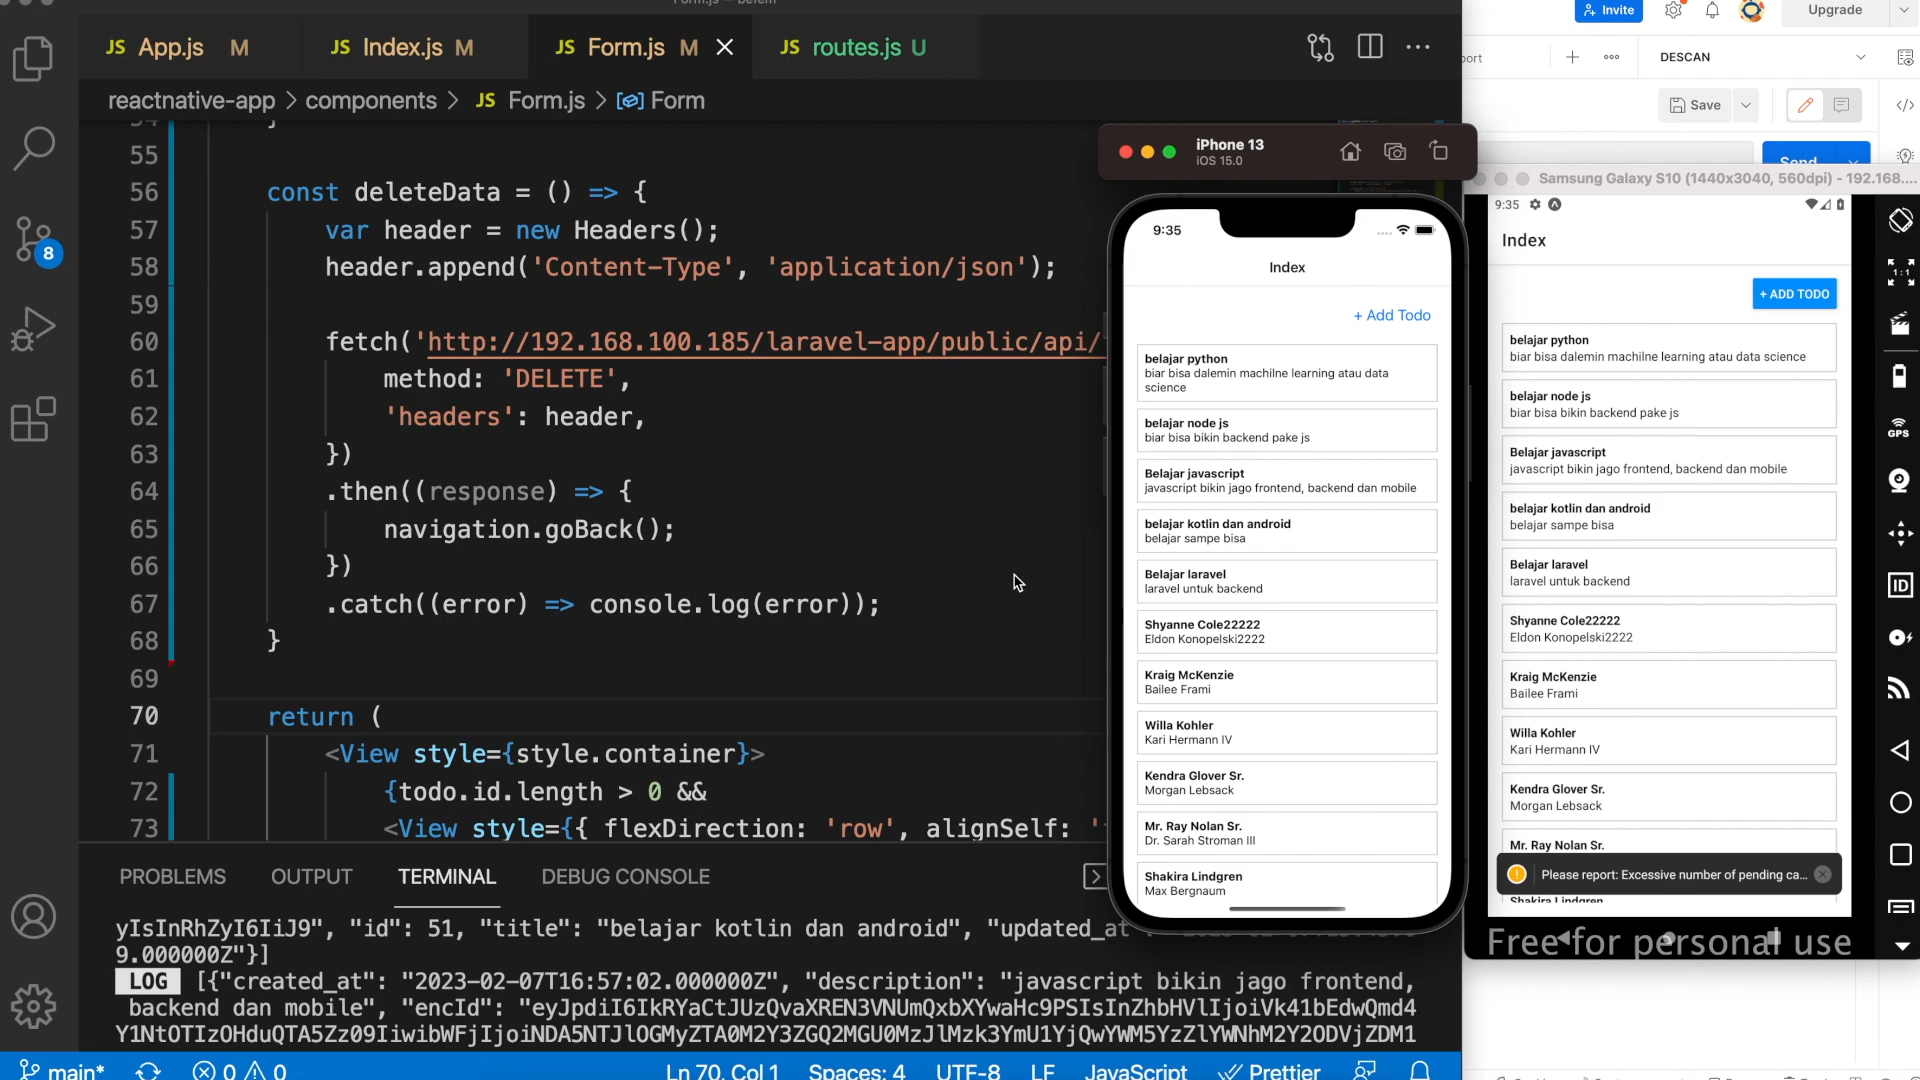 JS App.js M
JS Index.js M
JS Form.js M
JS routes.js U
reactnative-app > components > JS Form.js > Form
55
56 const deleteData = () => {
57 var header = new Headers();
58 header.append('Content-Type', 'application/json');
59
60 fetch('http://192.168.100.185/laravel-app/public/api/
61 method: 'DELETE',
62 'headers': header,
63 })
64 .then((response) => {
65 navigation.goBack();
66 })
67 .catch((error) => console.log(error));
68 }
69
70 return (
71 <View style={style.container}>
72 {todo.id.length > 0 &&
73 <View style={{ flexDirection: 'row', alignSelf:
8
PROBLEMS OUTPUT TERMINAL DEBUG CONSOLE
yIsInRhZyI6IiJ9", "id": 51, "title": "belajar kotlin dan android", "updated_at
9.000000Z"}]
LOG [{"created_at": "2023-02-07T16:57:02.000000Z", "description": "javascript bikin jago frontend,
backend dan mobile", "encId":
main* 0 0 Ln 70, Col 1 Spaces: 4 UTF-8 LF JavaScript Prettier
iPhone 13
iOS 15.0
9:35
Index
+ Add Todo
belajar python
biar bisa dalemin machilne learning atau data
science
belajar node js
biar bisa bikin backend pake js
Belajar javascript
javascript bikin jago frontend, backend dan mobile
belajar kotlin dan android
belajar sampe bisa
Belajar laravel
laravel untuk backend
Shyanne Cole22222
Eldon Konopelski2222
Kraig McKenzie
Bailee Frami
Willa Kohler
Kari Hermann IV
Kendra Glover Sr.
Morgan Lebsack
Mr. Ray Nolan Sr.
Dr. Sarah Stroman III
Shakira Lindgren
Max Bergnaum
Invite
Upgrade
port
DESCAN
Save
Send
Samsung Galaxy S10 (1440x3040, 560dpi) - 192.168....
9:35
Index
+ ADD TODO
belajar python
biar bisa dalemin machilne learning atau data science
belajar node js
biar bisa bikin backend pake js
Belajar javascript
javascript bikin jago frontend, backend dan mobile
belajar kotlin dan android
belajar sampe bisa
Belajar laravel
laravel untuk backend
Shyanne Cole22222
Eldon Konopelski2222
Kraig McKenzie
Bailee Frami
Willa Kohler
Kari Hermann IV
Kendra Glover Sr.
Morgan Lebsack
Mr. Ray Nolan Sr.
Please report: Excessive number of pending ca...
Shakira Lindgren
Free for personal use
1:1
GPS
ID